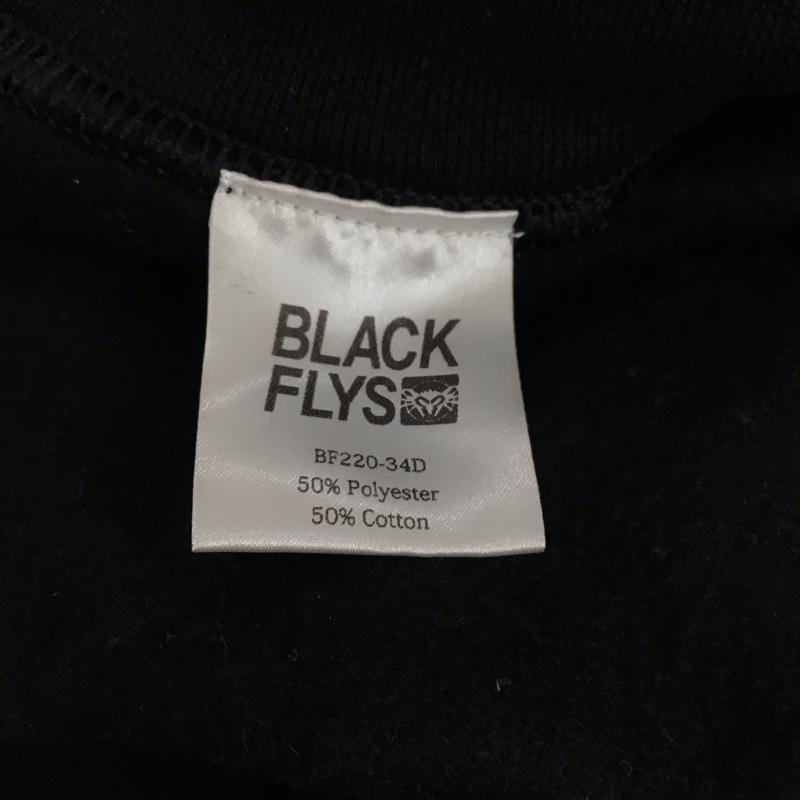 BLACK
FLYS
BF220-34D
50% Polyester
50% Cotton